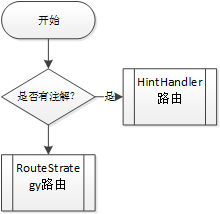 开始
是否有注解?
是
HintHandler
路由
RouteStrate
gy路由